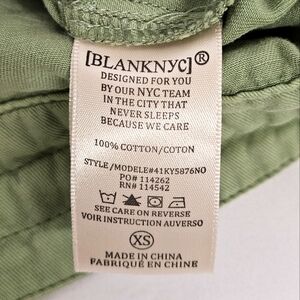 [BLANKNYC]®
DESIGNED FOR YOU
BY OUR NYC TEAM
IN THE CITY THAT
NEVER SLEEPS
BECAUSE WE CARE
100% COTTON/COTON
STYLE/MODELE#41KY5876NO
PO# 114262
RN# 114542
SEE CARE ON REVERSE
VOIR INSTRUCTION AUVERSO
XS
MADE IN CHINA
FABRIQUÉ EN CHINE